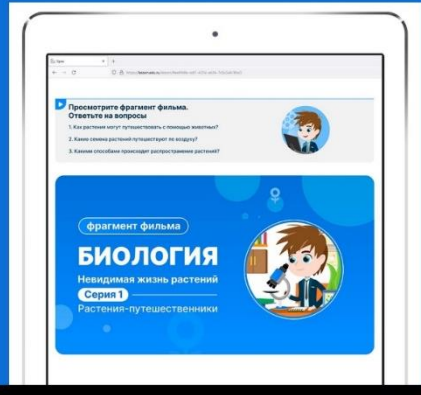 Просмотрите фрагмент фильма.
Ответьте на вопросы
1. Как растения могут путешествовать с помощью животных?
2. Какие семена растений путешествуют по воздуху?
3. Какими способами происходит распространение растений?
фрагмент фильма
БИОЛОГИЯ
Невидимая жизнь растений
Серия 1
Растения-путешественники